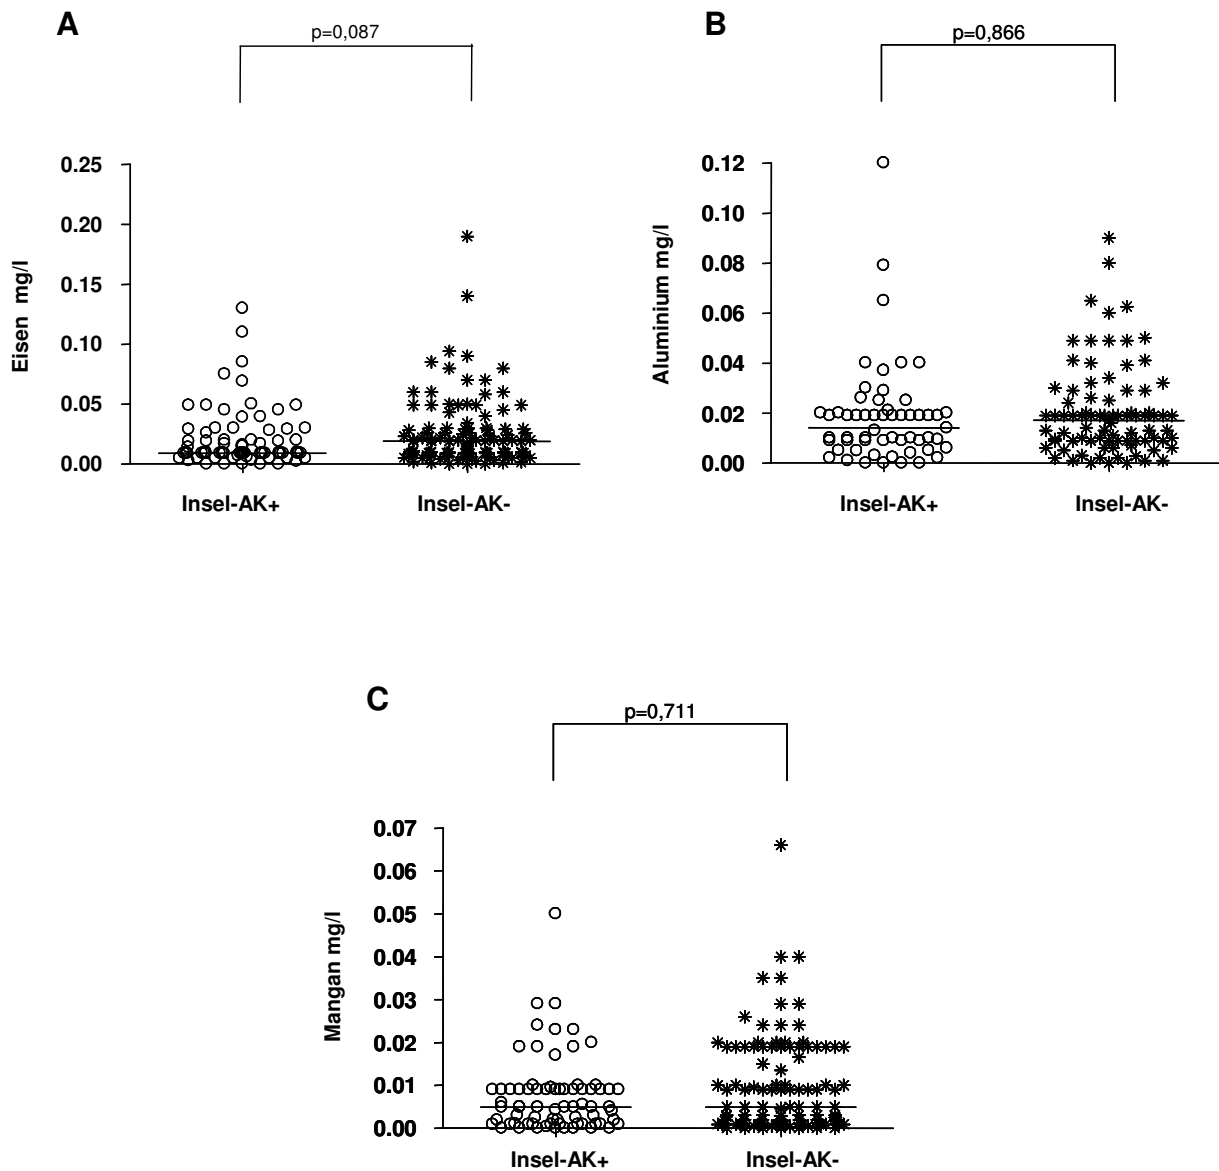 A
p=0,087
Eisen mg/l
0.25
0.20
0.15
0.10
0.05
0.00
Insel-AK+
Insel-AK-
B
p=0,866
Aluminium mg/l
0.12
0.10
0.08
0.06
0.04
0.02
0.00
Insel-AK+
Insel-AK-
C
p=0,711
Mangan mg/l
0.07
0.06
0.05
0.04
0.03
0.02
0.01
0.00
Insel-AK+
Insel-AK-